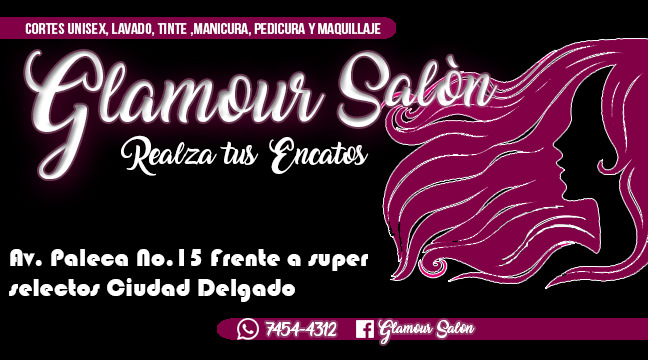 CORTES UNISEX, LAVADO, TINTE ,MANICURA, PEDICURA Y MAQUILLAJE
Glamour Salòn
Realza tus Encatos
Av. Paleca No.15 Frente a super
selectos Ciudad Delgado
7454-4312 Glamour Salon